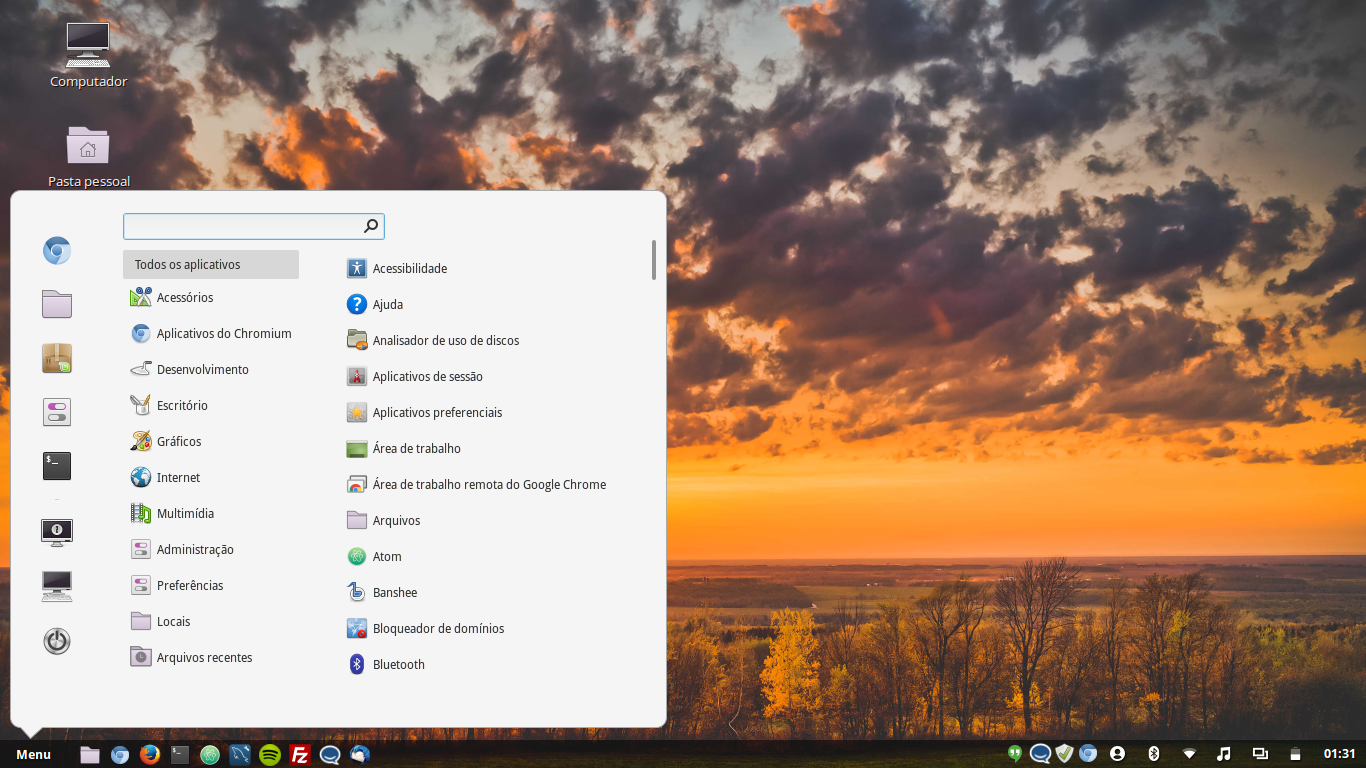 Computador
Pasta pessoal
Todos os aplicativos
Acessórios
Aplicativos do Chromium
Desenvolvimento
Escritório
Gráficos
Internet
Multimídia
Administração
Preferências
Locais
Arquivos recentes
Acessibilidade
Ajuda
Analisador de uso de discos
Aplicativos de sessão
Aplicativos preferenciais
Área de trabalho
Área de trabalho remota do Google Chrome
Arquivos
Atom
Banshee
Bloqueador de domínios
Bluetooth
Menu
01:31